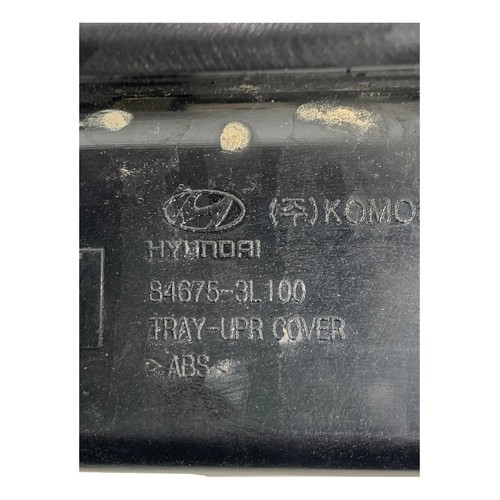 (주)KOMO
HYUNDAI
84675-3L100
TRAY-UPR COVER
>ABS<